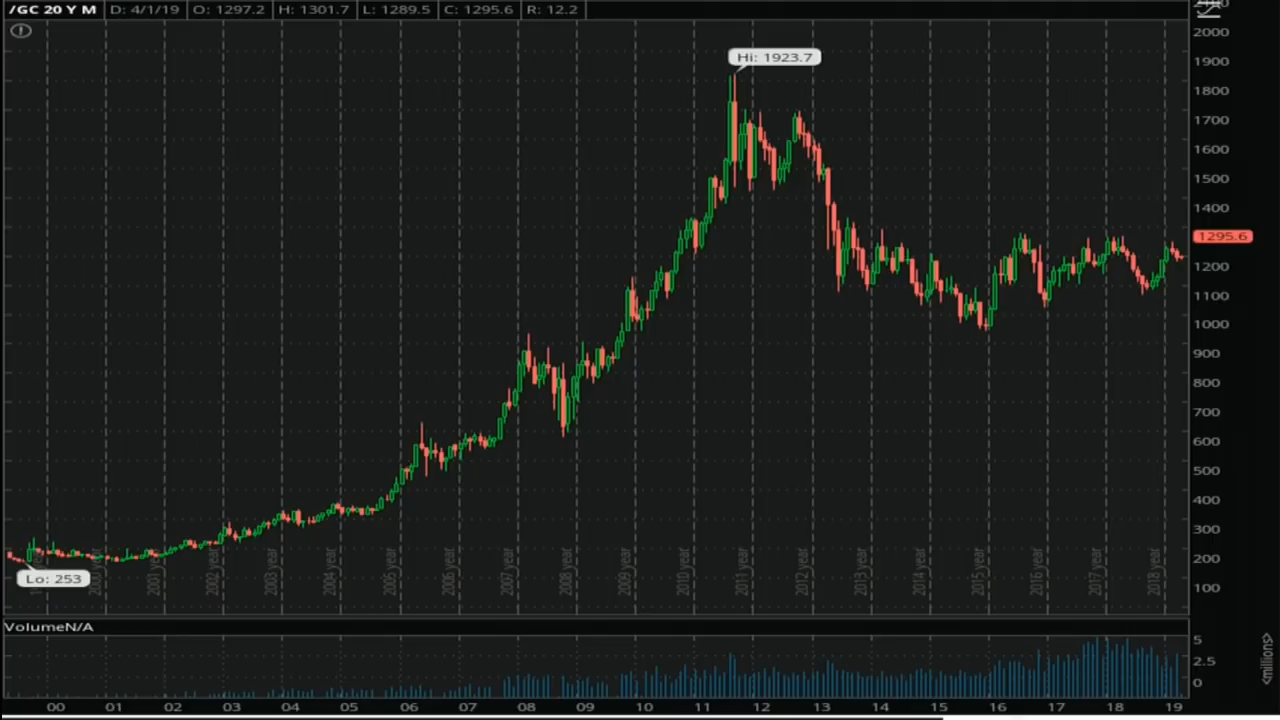 /GC 20 Y M D: 4/1/19 O: 1297.2 H: 1301.7 L: 1289.5 C: 1295.6 R: 12.2
2000
1900
Hi: 1923.7
1800
1700
1600
1500
1400
1295.6
1200
1100
1000
900
800
700
600
500
400
300
200
100
2001 year
2002 year
2003 year
2004 year
2005 year
2006 year
2007 year
2008 year
2009 year
2010 year
2011 year
2012 year
2013 year
2014 year
2015 year
2016 year
2017 year
2018 year
Lo: 253
VolumeN/A
5
2.5
0
<millions>
00 01 02 03 04 05 06 07 08 09 10 11 12 13 14 15 16 17 18 19